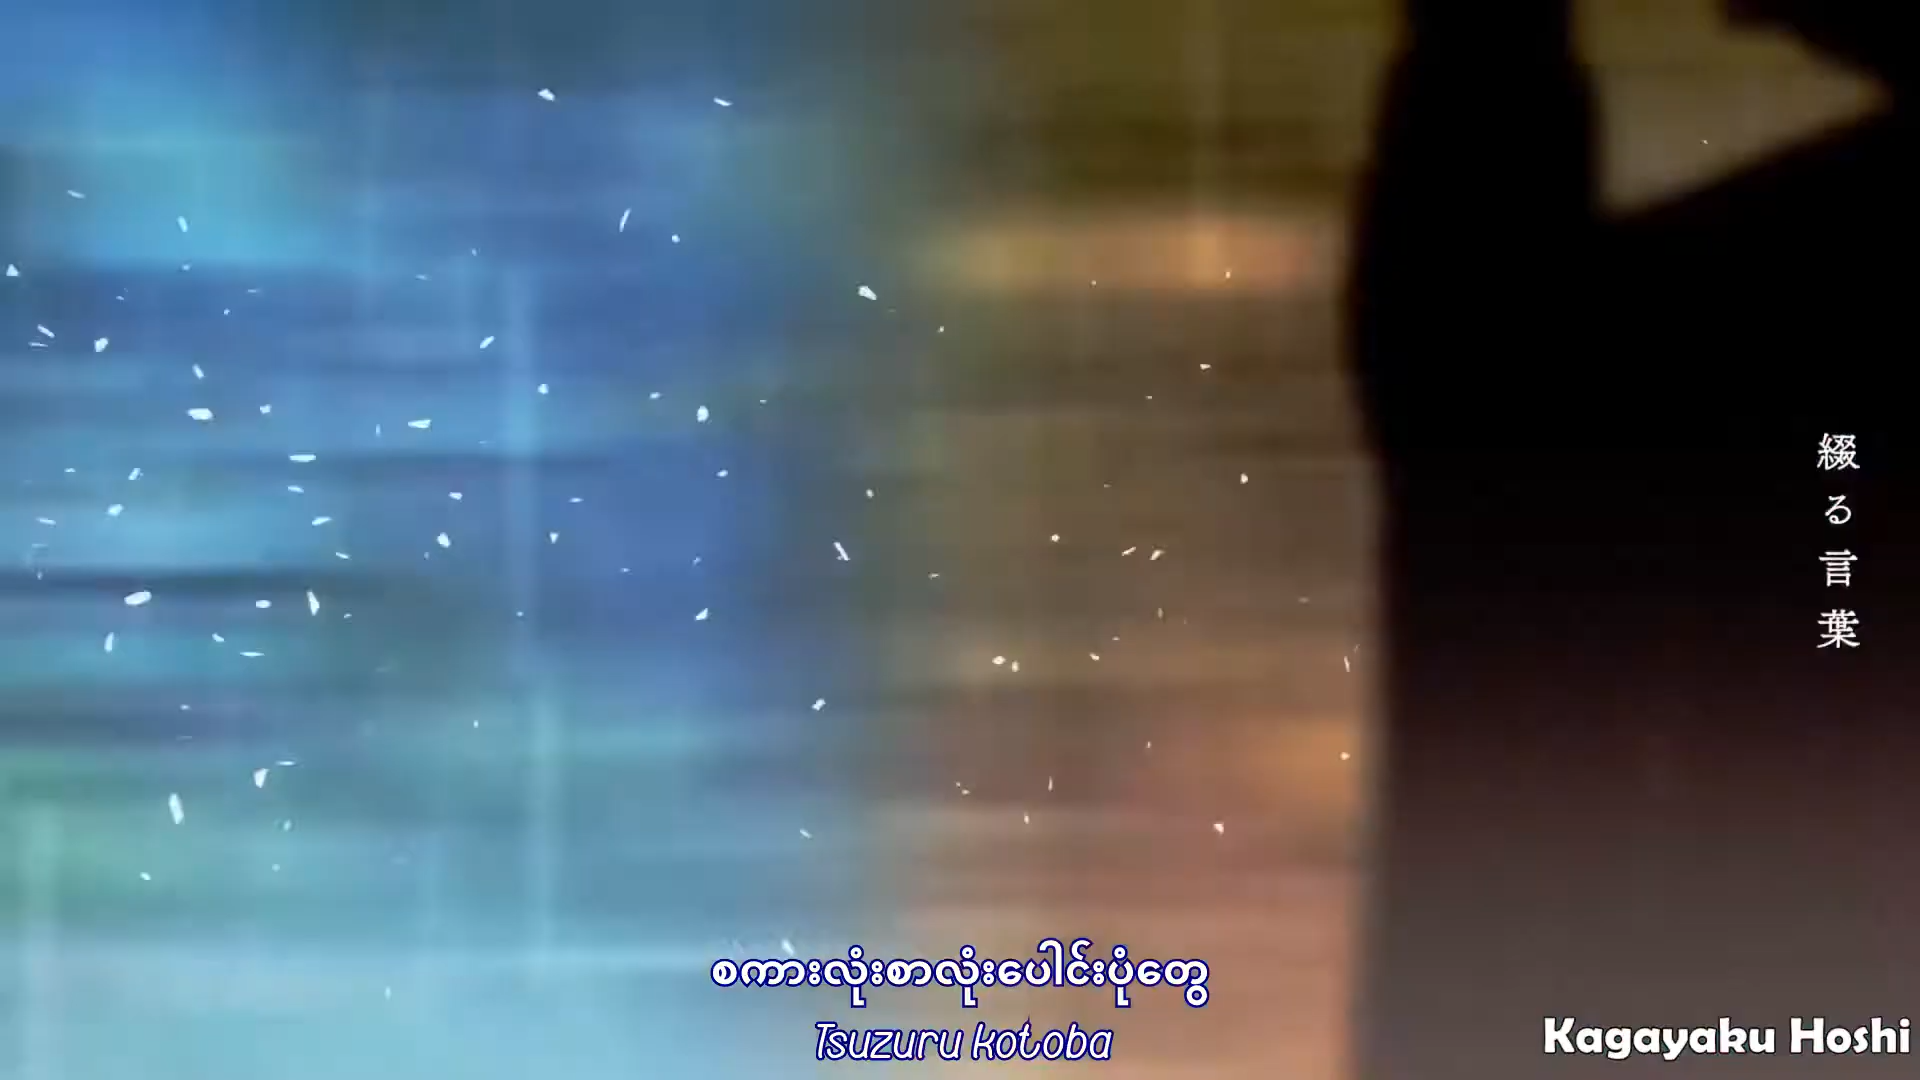 綴る言葉
စကားလုံးစာလုံးပေါင်းပုံတွေ
Tsuzuru kotoba
Kagayaku Hoshi